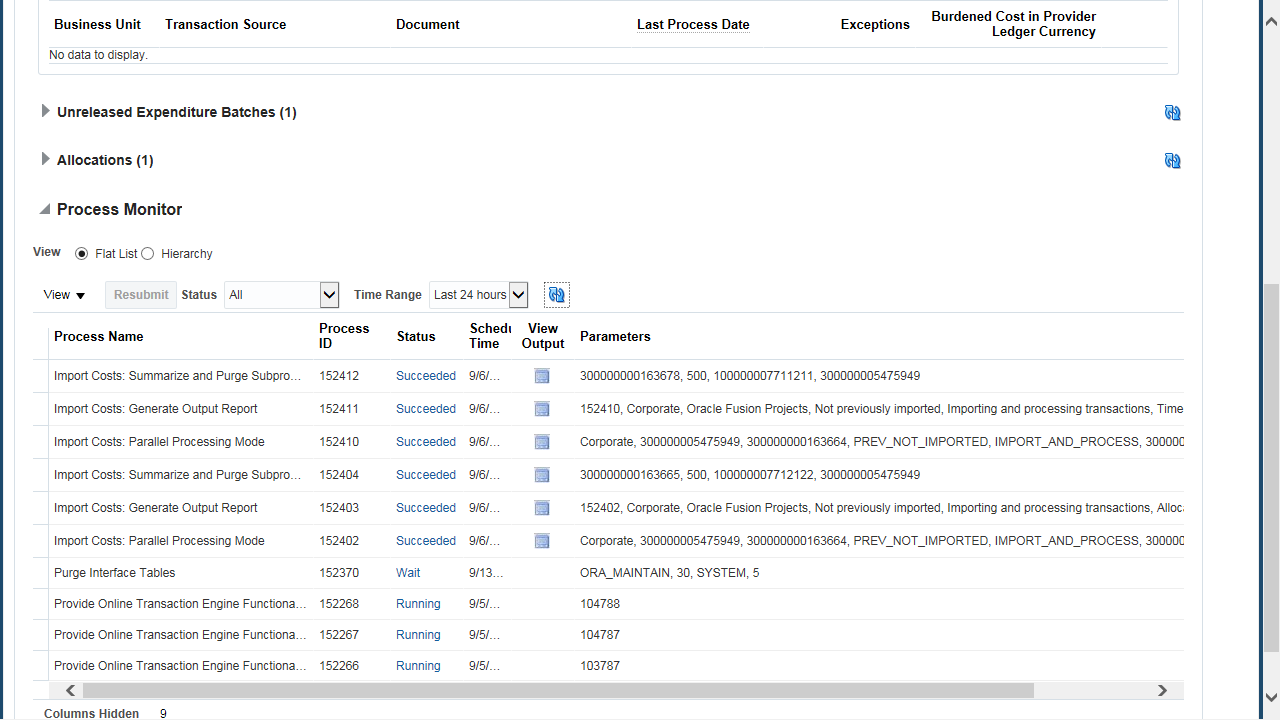 Business Unit Transaction Source Document Last Process Date Exceptions Burdened Cost in Provider Ledger Currency
No data to display.
Unreleased Expenditure Batches (1)
Allocations (1)
Process Monitor
View Flat List Hierarchy
View Resubmit Status All Time Range Last 24 hours
Process Name Process ID Status Schedu Time View Output Parameters
Import Costs: Summarize and Purge Subpro... 152412 Succeeded 9/6/... 300000000163678, 500, 100000007711211, 300000005475949
Import Costs: Generate Output Report 152411 Succeeded 9/6/... 152410, Corporate, Oracle Fusion Projects, Not previously imported, Importing and processing transactions, Time
Import Costs: Parallel Processing Mode 152410 Succeeded 9/6/... Corporate, 300000005475949, 300000000163664, PREV_NOT_IMPORTED, IMPORT_AND_PROCESS, 300000
Import Costs: Summarize and Purge Subpro... 152404 Succeeded 9/6/... 300000000163665, 500, 100000007712122, 300000005475949
Import Costs: Generate Output Report 152403 Succeeded 9/6/... 152402, Corporate, Oracle Fusion Projects, Not previously imported, Importing and processing transactions, Alloc
Import Costs: Parallel Processing Mode 152402 Succeeded 9/6/... Corporate, 300000005475949, 300000000163664, PREV_NOT_IMPORTED, IMPORT_AND_PROCESS, 300000
Purge Interface Tables 152370 Wait 9/13... ORA_MAINTAIN, 30, SYSTEM, 5
Provide Online Transaction Engine Functiona... 152268 Running 9/5/... 104788
Provide Online Transaction Engine Functiona... 152267 Running 9/5/... 104787
Provide Online Transaction Engine Functiona... 152266 Running 9/5/... 103787
Columns Hidden 9